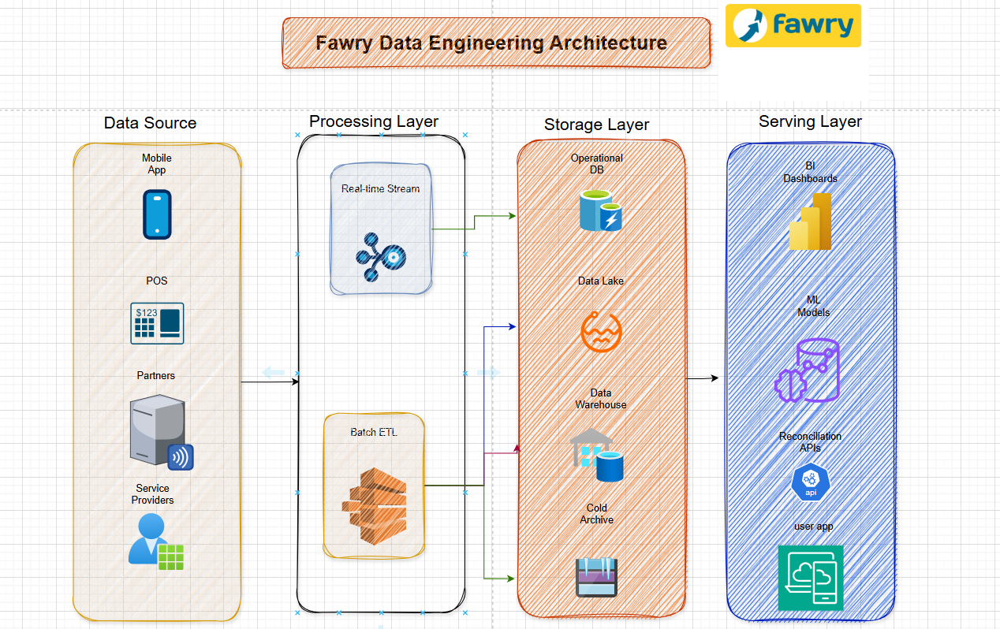 Fawry Data Engineering Architecture
fawry
Data Source
Mobile
App
POS
$123
Partners
Service
Providers
Processing Layer
Real-time Stream
Batch ETL
Storage Layer
Operational
DB
Data Lake
Data
Warehouse
Cold
Archive
Serving Layer
BI
Dashboards
ML
Models
Reconciliation
APIs
api
user app